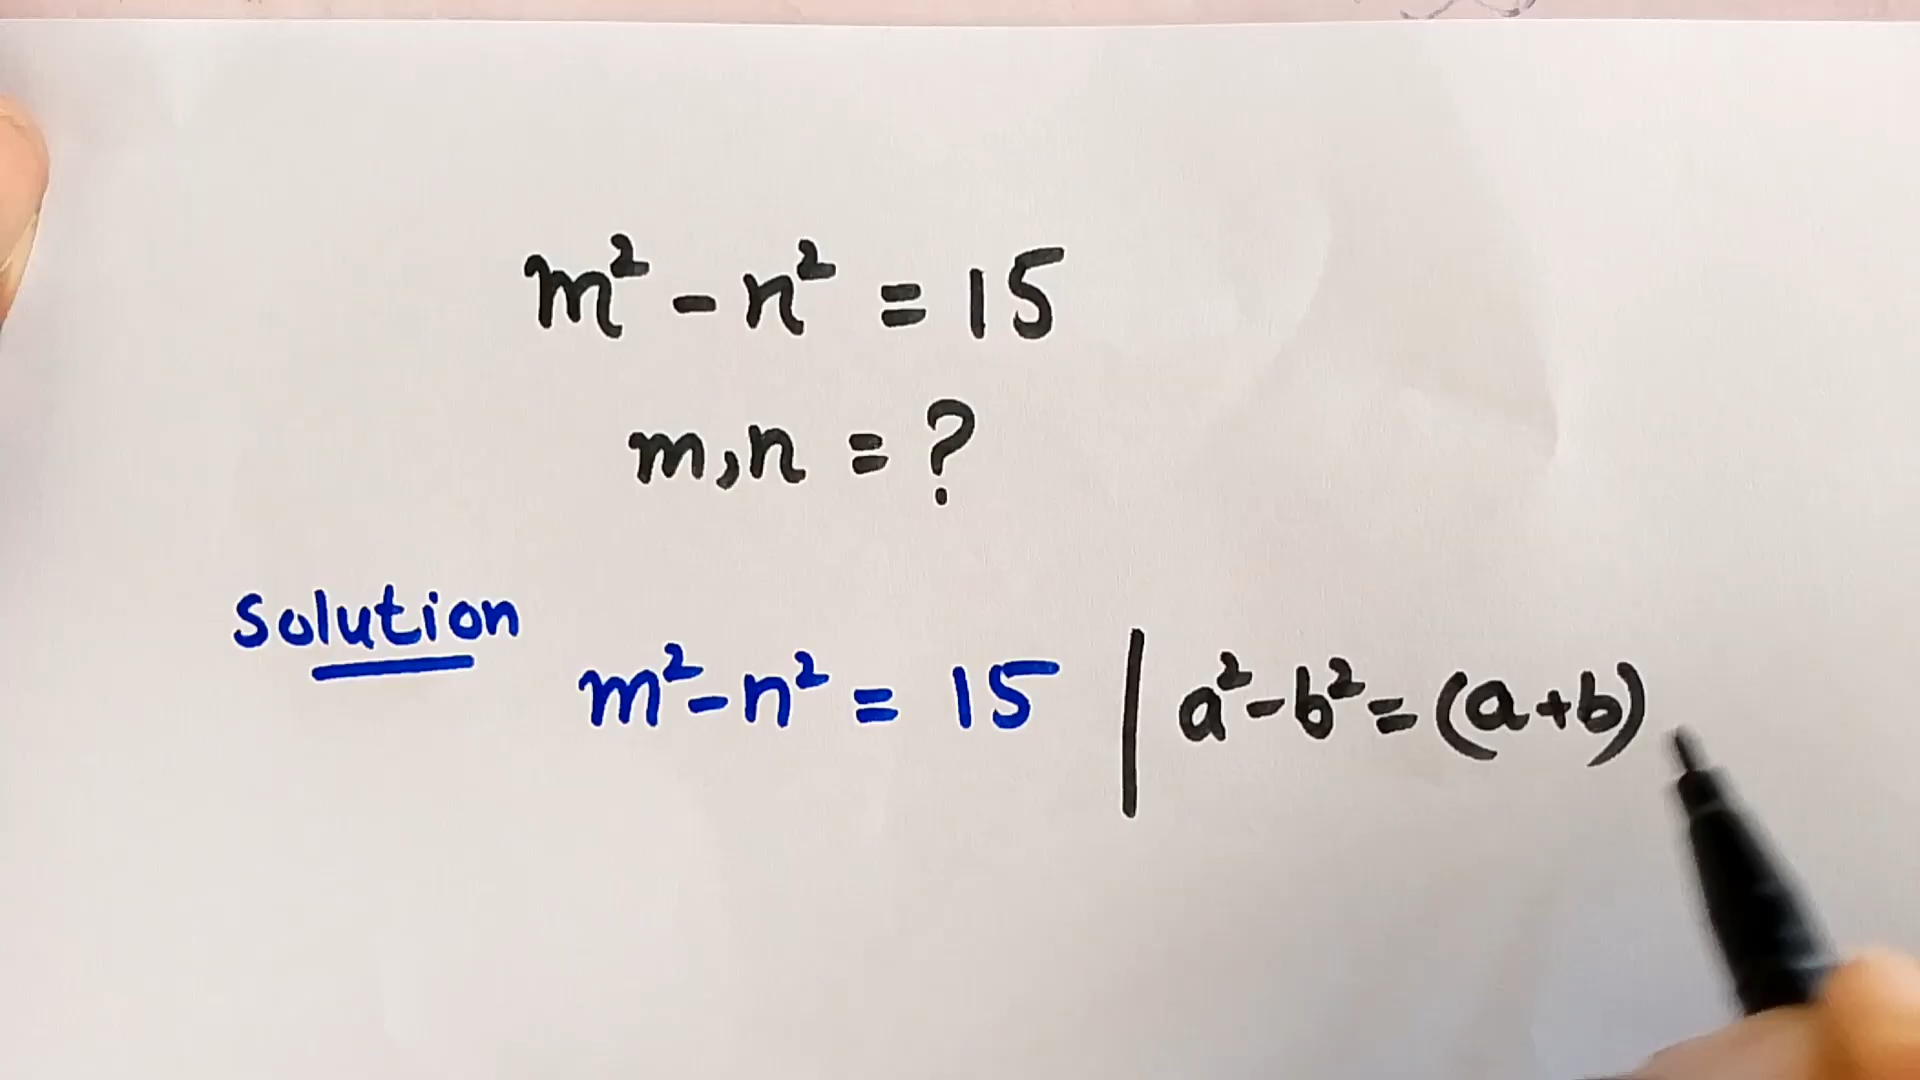 m² - n² = 15
m,n = ?
Solution
m² - n² = 15 | a² - b² = (a+b)